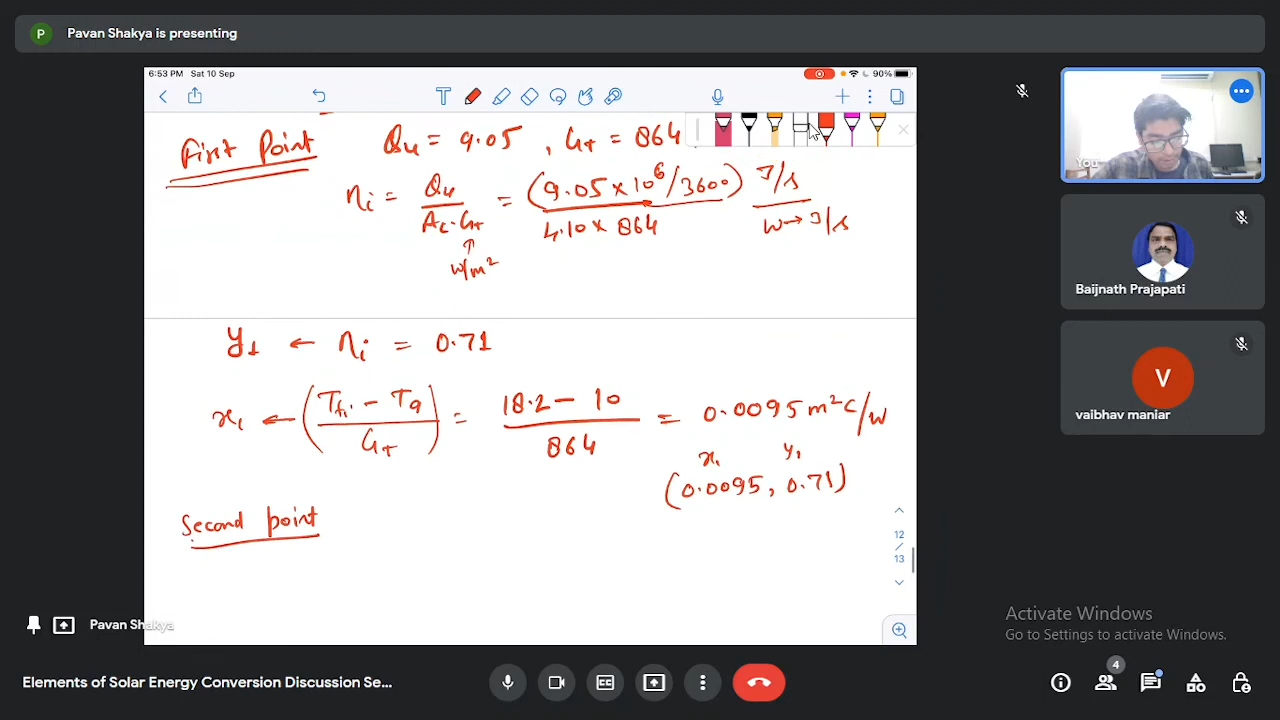 P Pavan Shakya is presenting
6:53 PM Sat 10 Sep
90%
T
First Point
Qu = 9.05 , GT = 864
ηi = Qu / Ac·GT = (9.05 × 10^6 / 3600) / 4.10 × 864 J/s / W → J/s
W/m²
y1 ← ηi = 0.71
x1 ← (Tfi - Ta / GT) = 18.2 - 10 / 864 = 0.0095 m²C/W
x1 y1
(0.0095, 0.71)
Second point
12
/
13
Pavan Shakya
You
Baijnath Prajapati
V
vaibhav maniar
Activate Windows
Go to Settings to activate Windows.
Elements of Solar Energy Conversion Discussion Se...
CC
4